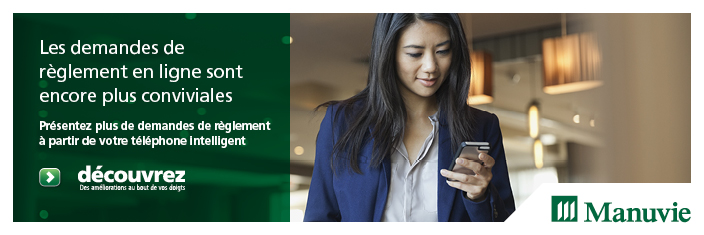 Les demandes de
règlement en ligne sont
encore plus conviviales
Présentez plus de demandes de règlement
à partir de votre téléphone intelligent
découvrez
Des améliorations au bout de vos doigts
Manuvie